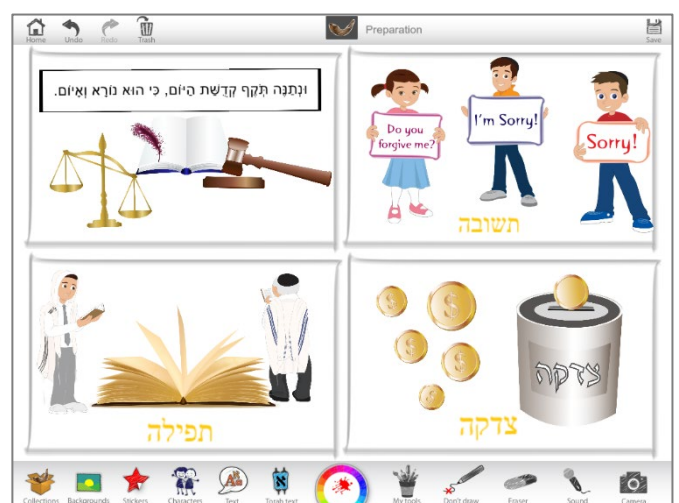 Home
Undo
Redo
Trash
Preparation
Save
וּנְתַנֶּה תְּקֶף קְדֻשַּׁת הַיּוֹם, כִּי הוּא נוֹרָא וְאָיוֹם.
Do you
forgive me?
I'm Sorry!
Sorry!
תשובה
תפילה
צדקה
צדקה
Collections
Backgrounds
Stickers
Characters
Text
Torah text
My tools
Don't draw
Eraser
Sound
Camera